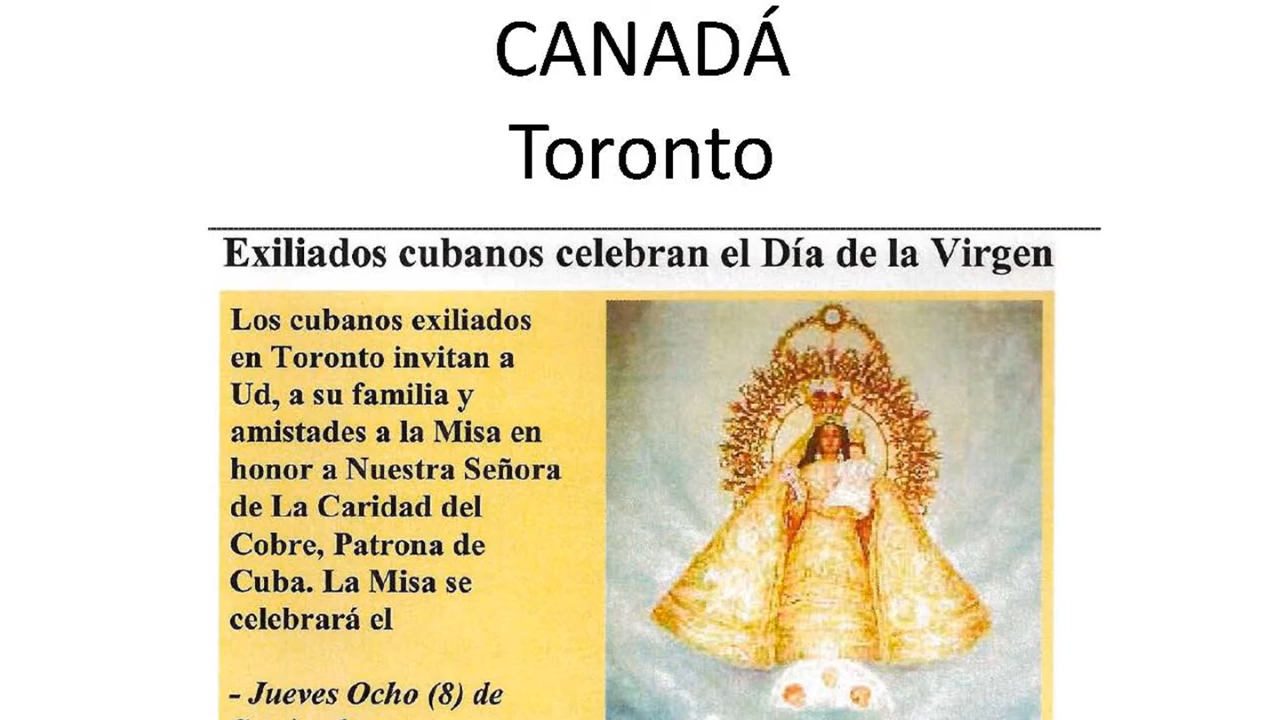 CANADÁ
Toronto
Exiliados cubanos celebran el Día de la Virgen
Los cubanos exiliados
en Toronto invitan a
Ud, a su familia y
amistades a la Misa en
honor a Nuestra Señora
de La Caridad del
Cobre, Patrona de
Cuba. La Misa se
celebrará el
- Jueves Ocho (8) de